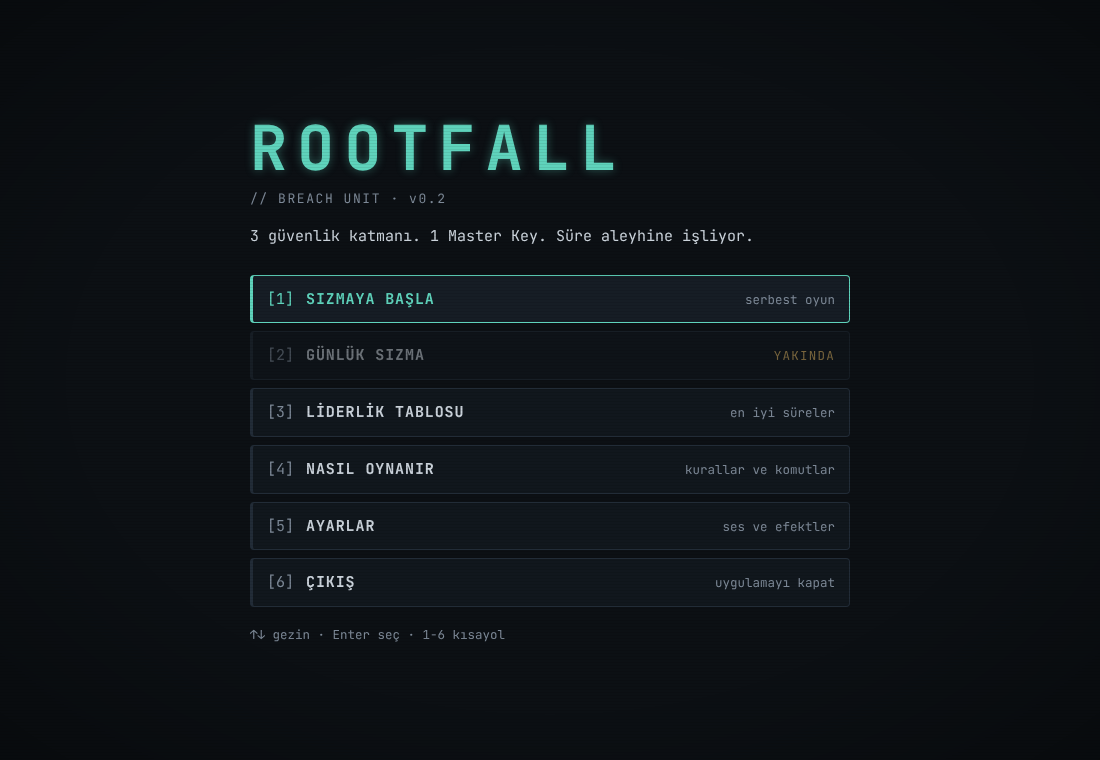 ROOTFALL
// BREACH UNIT · v0.2
3 güvenlik katmanı. 1 Master Key. Süre aleyhine işliyor.
[1] SIZMAYA BAŞLA serbest oyun
[2] GÜNLÜK SIZMA YAKINDA
[3] LİDERLİK TABLOSU en iyi süreler
[4] NASIL OYNANIR kurallar ve komutlar
[5] AYARLAR ses ve efektler
[6] ÇIKIŞ uygulamayı kapat
↑↓ gezin · Enter seç · 1-6 kısayol